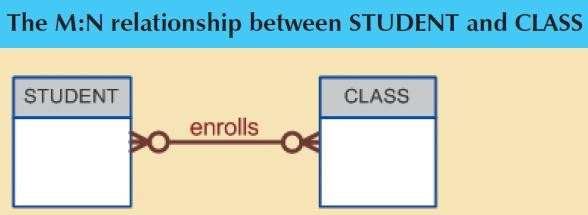 The M:N relationship between STUDENT and CLASS
STUDENT
CLASS
enrolls